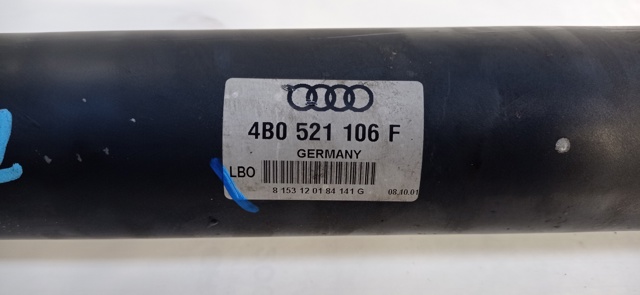 4B0 521 106 F
GERMANY
LBO
8 153 12 01 84 141 G 08.10.01